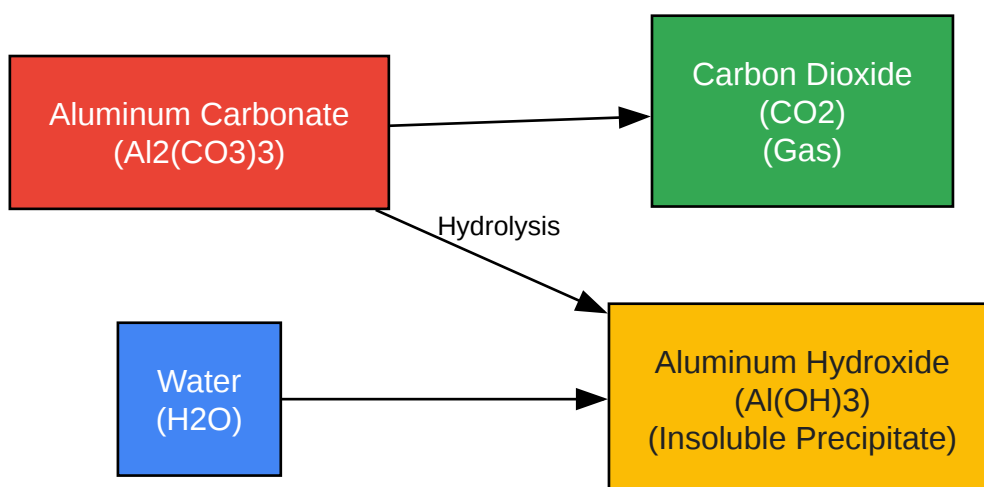 Aluminum Carbonate
(Al2(CO3)3)
Carbon Dioxide
(CO2)
(Gas)
Hydrolysis
Water
(H2O)
Aluminum Hydroxide
(Al(OH)3)
(Insoluble Precipitate)